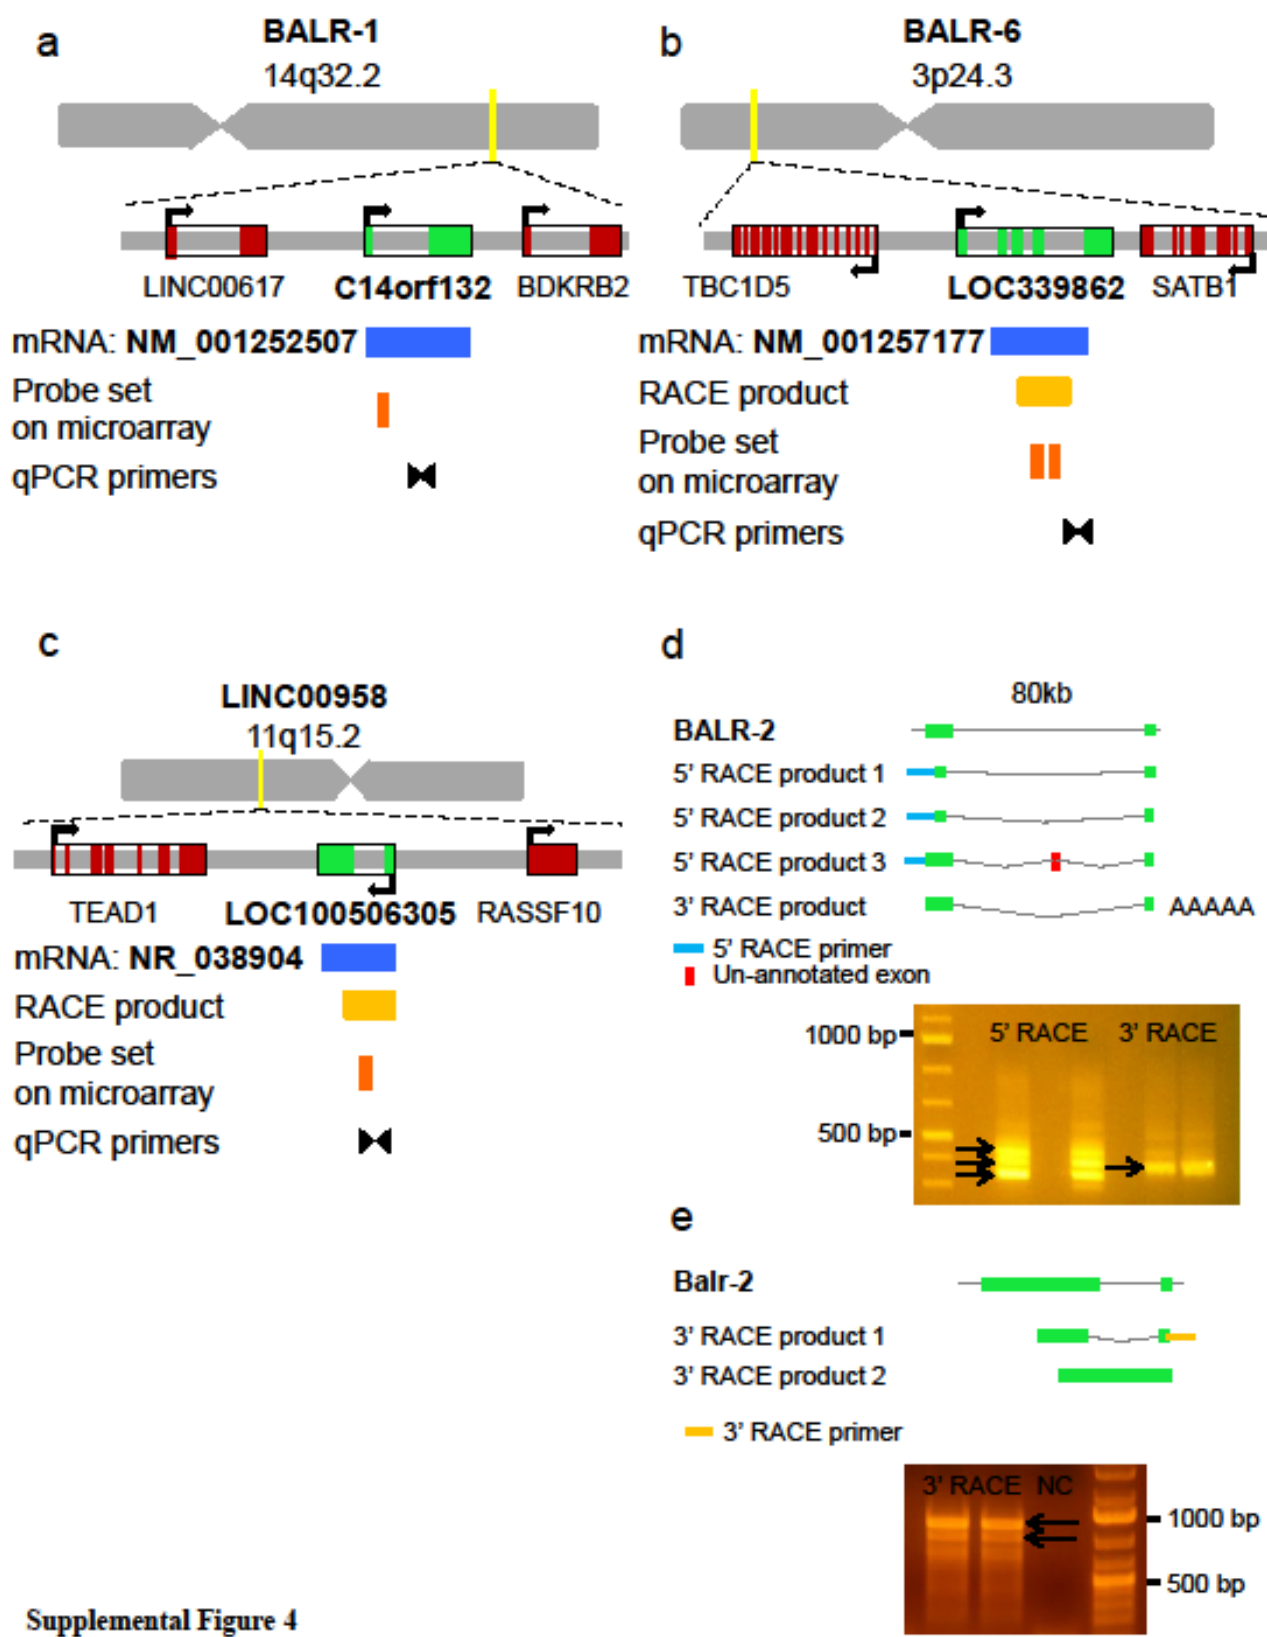 a
BALR-1
14q32.2
LINC00617 C14orf132 BDKRB2
mRNA: NM_001252507
Probe set
on microarray
qPCR primers
b
BALR-6
3p24.3
TBC1D5 LOC339862 SATB1
mRNA: NM_001257177
RACE product
Probe set
on microarray
qPCR primers
c
LINC00958
11q15.2
TEAD1 LOC100506305 RASSF10
mRNA: NR_038904
RACE product
Probe set
on microarray
qPCR primers
d
80kb
BALR-2
5' RACE product 1
5' RACE product 2
5' RACE product 3
3' RACE product AAAAA
5' RACE primer
Un-annotated exon
5' RACE 3' RACE
1000 bp
500 bp
e
Balr-2
3' RACE product 1
3' RACE product 2
3' RACE primer
3' RACE NC
1000 bp
500 bp
Supplemental Figure 4